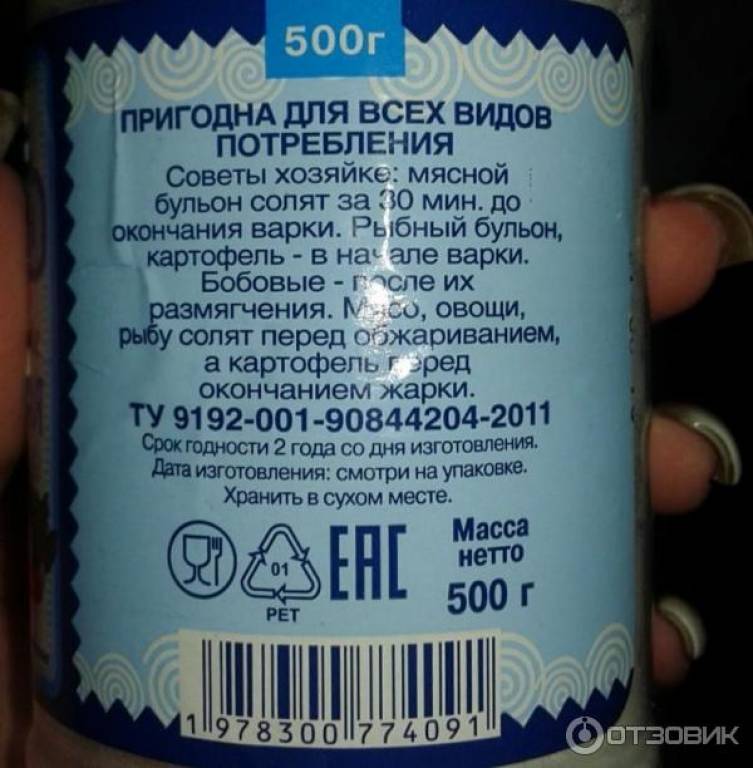 500г
ПРИГОДНА ДЛЯ ВСЕХ ВИДОВ
ПОТРЕБЛЕНИЯ
Советы хозяйке: мясной
бульон солят за 30 мин. до
окончания варки. Рыбный бульон,
картофель - в начале варки.
Бобовые - после их
размягчения. Мясо, овощи,
рыбу солят перед обжариванием,
а картофель перед
окончанием жарки.
ТУ 9192-001-90844204-2011
Срок годности 2 года со дня изготовления.
Дата изготовления: смотри на упаковке.
Хранить в сухом месте.
01
PET
EAC
Масса
нетто
500 г
1 978300 774091
ОТЗОВИК